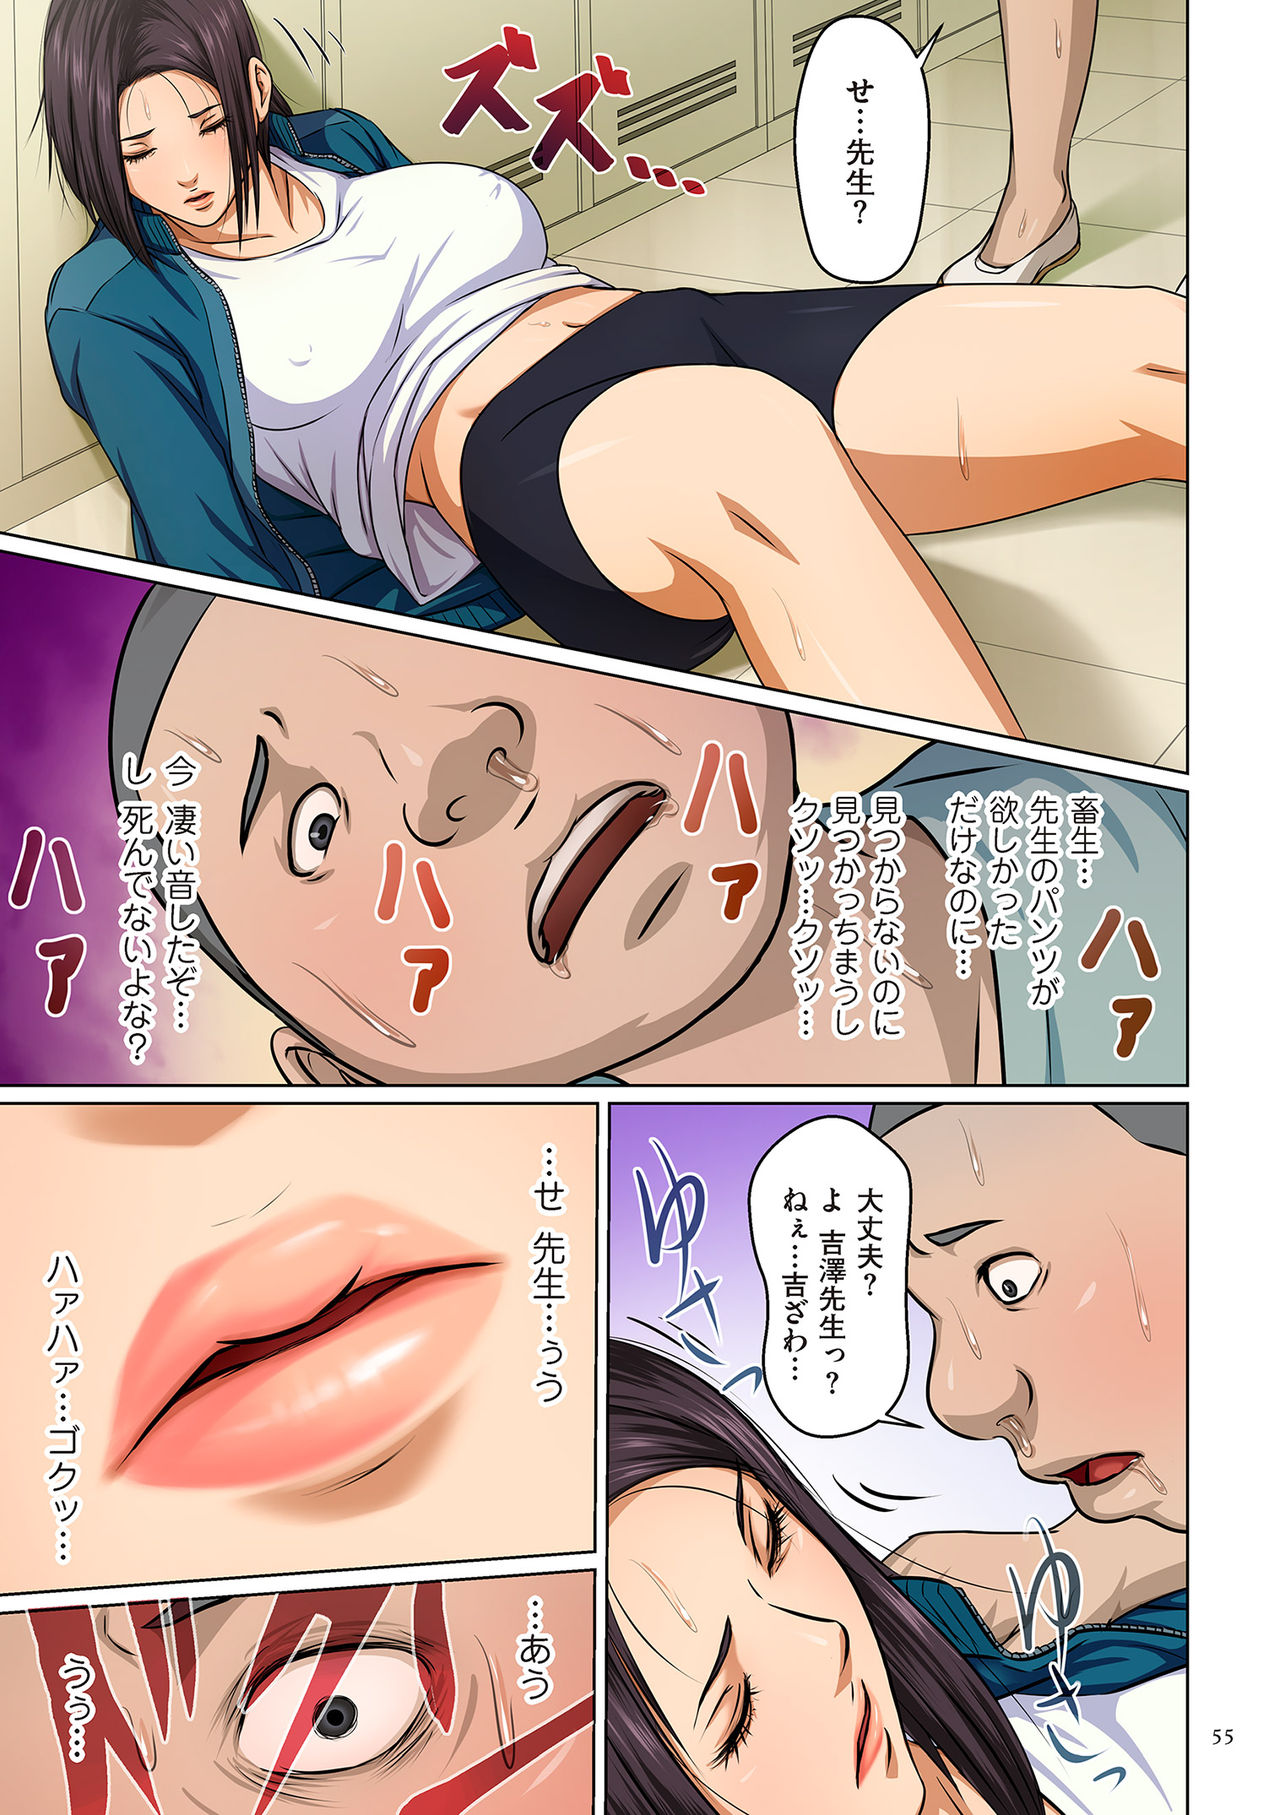 せ…先生?
ズズ…
畜生…
先生のパンツが
欲しかった
だけなのに…
見つからないのに
見つかっちまうし
クソッ…クソッ…
ハァ
ハァ
ハァ
ハァ
今 凄い音したぞ…
し 死んでないよな?
大丈夫?
よ 吉澤先生っ?
ねぇ…吉ざわ…
ゆさっ
ゆさっ
…せ 先生…ぅう
ハァハァ…ゴクッ…
…あう
うぅ…
55